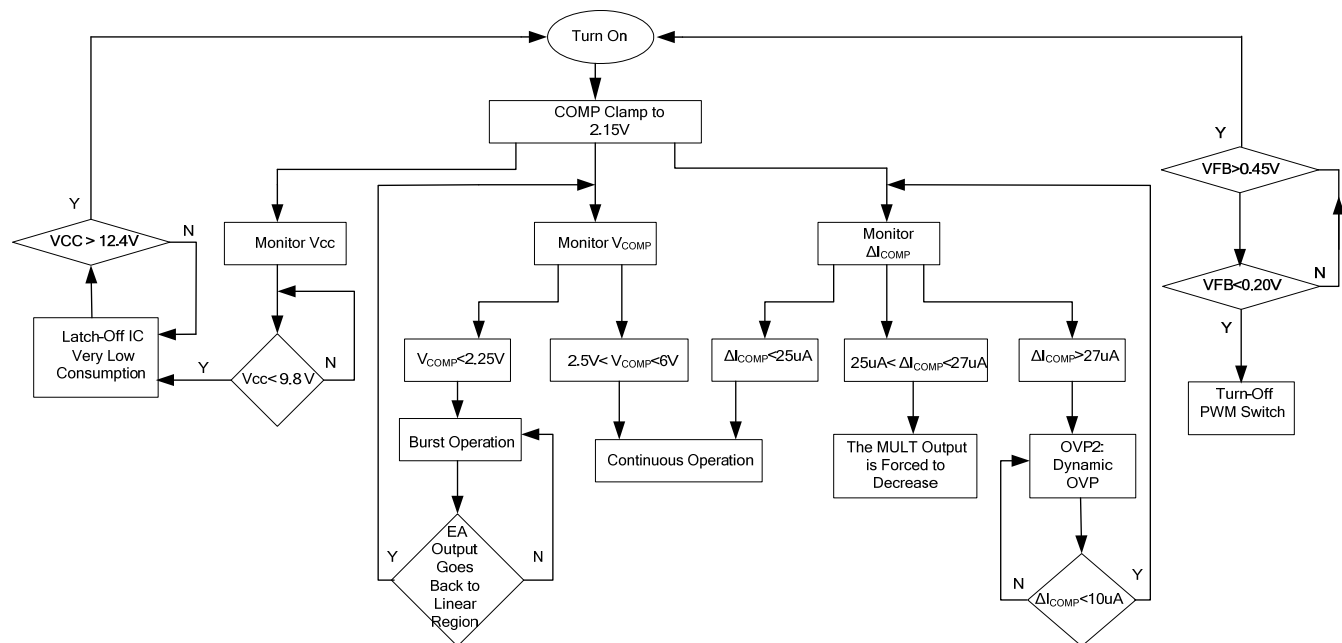 Turn On
COMP Clamp to
2.15V
Y
VCC > 12.4V
N
Latch-Off IC
Very Low
Consumption
Monitor Vcc
Y
Vcc< 9.8 V
N
Monitor VCOMP
VCOMP<2.25V
2.5V< VCOMP<6V
Burst Operation
Continuous Operation
Y
EA
Output
Goes
Back to
Linear
Region
N
Monitor
ΔICOMP
ΔICOMP<25uA
25uA< ΔICOMP<27uA
ΔICOMP>27uA
The MULT Output
is Forced to
Decrease
OVP2:
Dynamic
OVP
N
ΔICOMP<10uA
Y
Y
VFB>0.45V
VFB<0.20V
N
Y
Turn-Off
PWM Switch